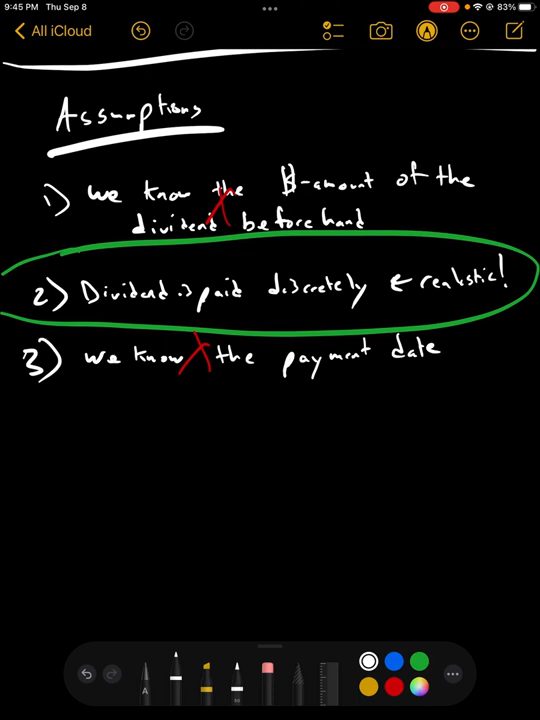 9:45 PM Thu Sep 8
83%
All iCloud
Assumptions
1) We know the $-amount of the
dividend beforehand
2) Dividend is paid discretely ← realistic!
3) We know the payment date
A